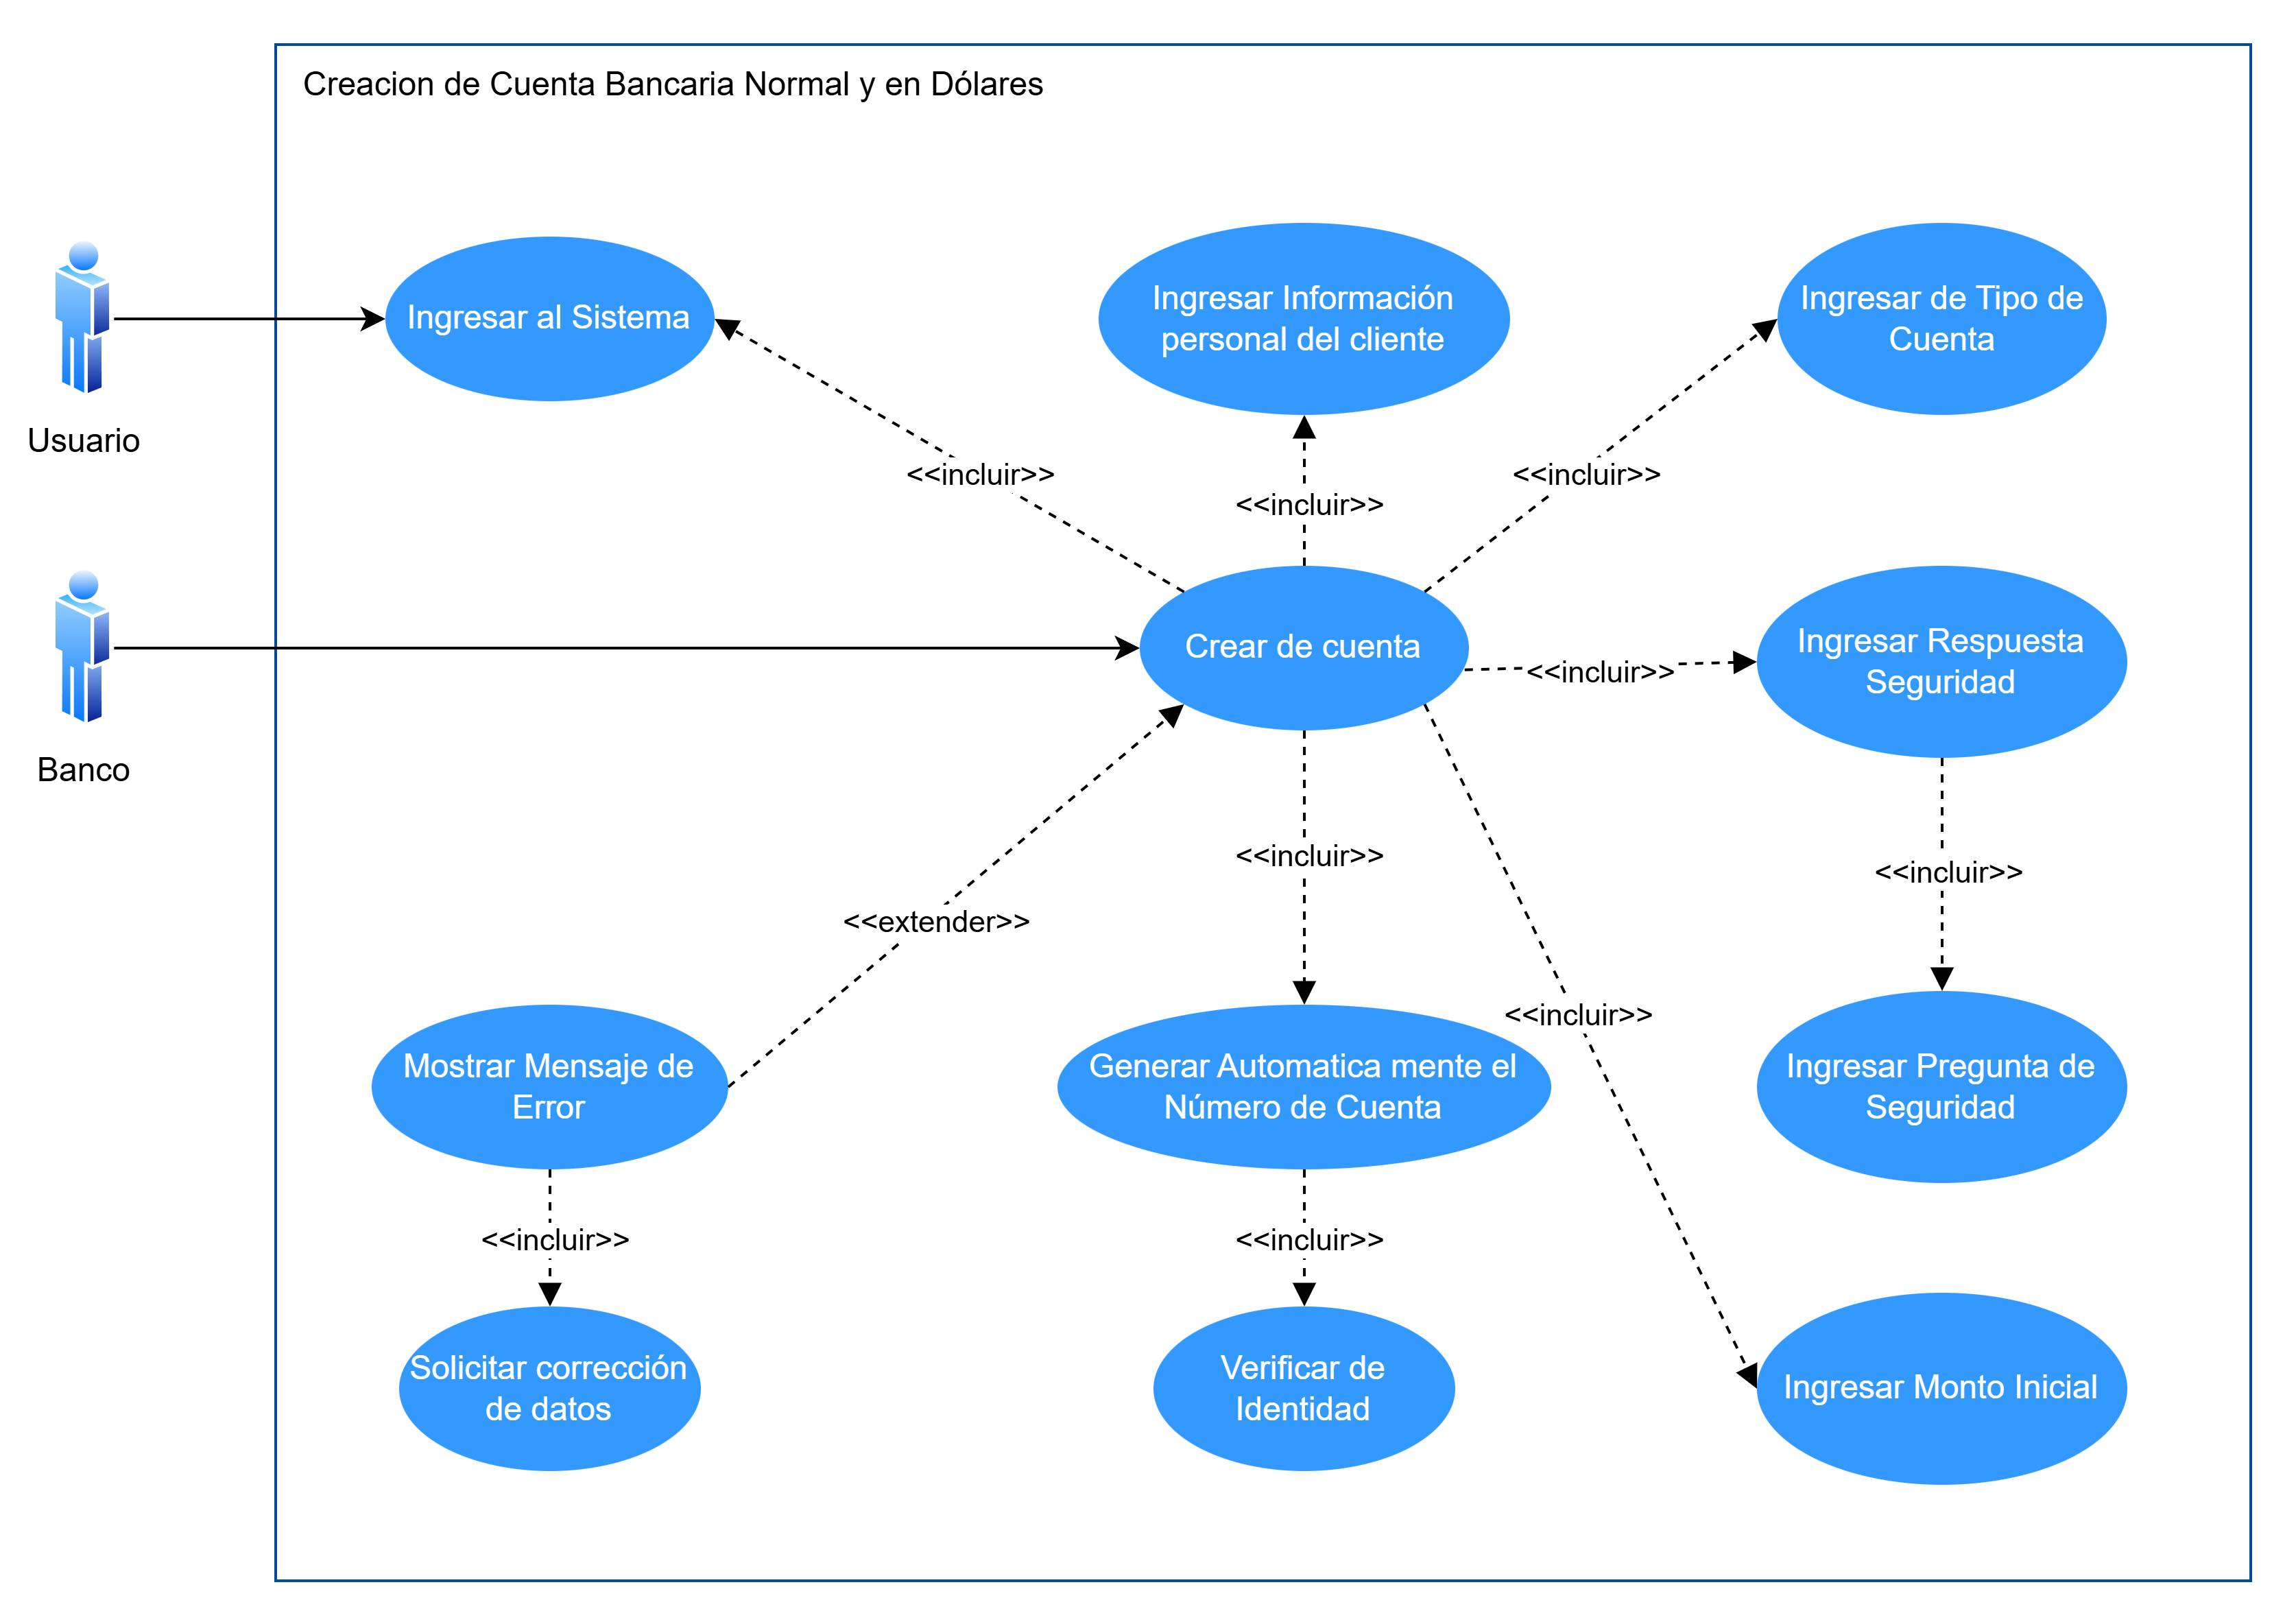 Creacion de Cuenta Bancaria Normal y en Dólares
Usuario
Ingresar al Sistema
Ingresar Información
personal del cliente
Ingresar de Tipo de
Cuenta
<<incluir>>
<<incluir>>
<<incluir>>
Banco
Crear de cuenta
<<incluir>>
Ingresar Respuesta
Seguridad
<<extender>>
<<incluir>>
<<incluir>>
<<incluir>>
Mostrar Mensaje de
Error
Generar Automatica mente el
Número de Cuenta
Ingresar Pregunta de
Seguridad
<<incluir>>
<<incluir>>
Solicitar corrección
de datos
Verificar de
Identidad
Ingresar Monto Inicial